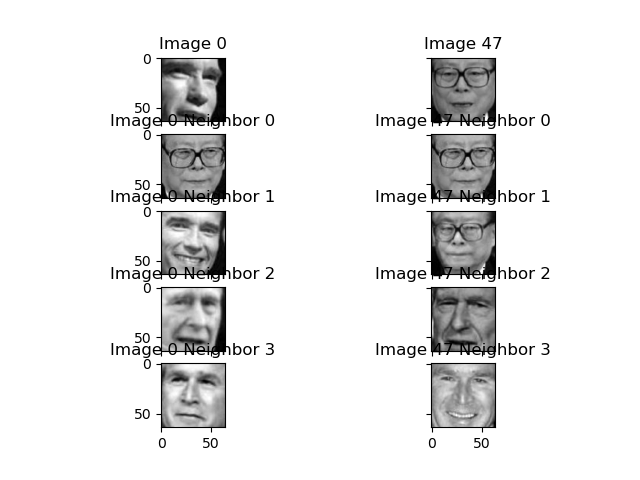 Image 0
Image 47
0
50
Image 0 Neighbor 0
Image 47 Neighbor 0
0
50
Image 0 Neighbor 1
Image 47 Neighbor 1
0
50
Image 0 Neighbor 2
Image 47 Neighbor 2
0
50
Image 0 Neighbor 3
Image 47 Neighbor 3
0
50
0 50
0 50